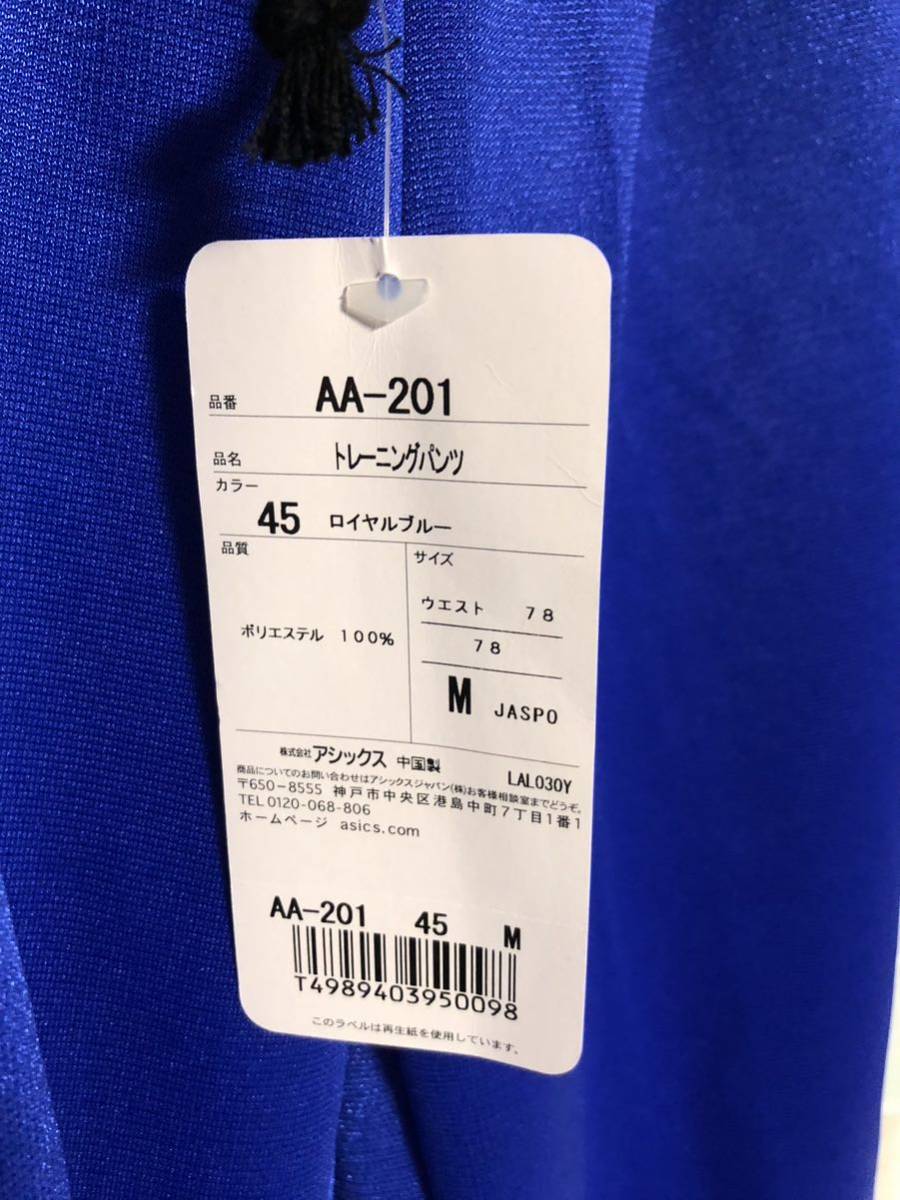 品番 AA-201
品名 トレーニングパンツ
カラー
45 ロイヤルブルー
品質
ポリエステル 100%
サイズ
ウエスト 78
78
M JASPO
株式会社アシックス 中国製 LAL030Y
商品についてのお問い合わせはアシックスジャパン(株)お客様相談室までどうぞ。
〒650-8555 神戸市中央区港島中町7丁目1番1
TEL0120-068-806
ホームページ asics.com
AA-201 45 M
T4989403950098
このラベルは再生紙を使用しています。